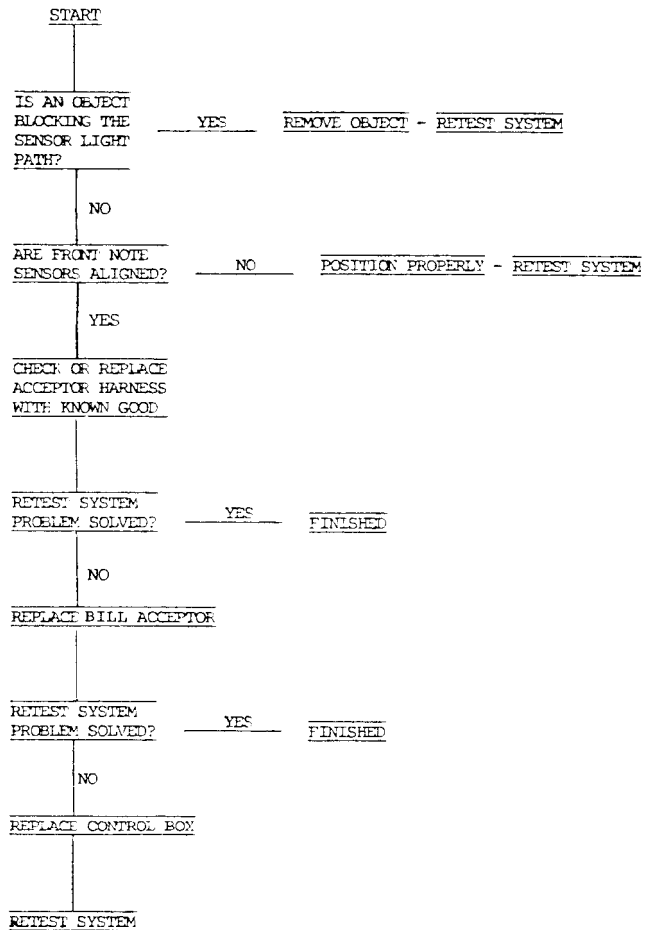 START
IS AN OBJECT
BLOCKING THE
SENSOR LIGHT
PATH?
YES
REMOVE OBJECT - RETEST SYSTEM
NO
ARE FRONT NOTE
SENSORS ALIGNED?
NO
POSITION PROPERLY - RETEST SYSTEM
YES
CHECK OR REPLACE
ACCEPTOR HARNESS
WITH KNOWN GOOD
RETEST SYSTEM
PROBLEM SOLVED?
YES
FINISHED
NO
REPLACE BILL ACCEPTOR
RETEST SYSTEM
PROBLEM SOLVED?
YES
FINISHED
NO
REPLACE CONTROL BOX
RETEST SYSTEM